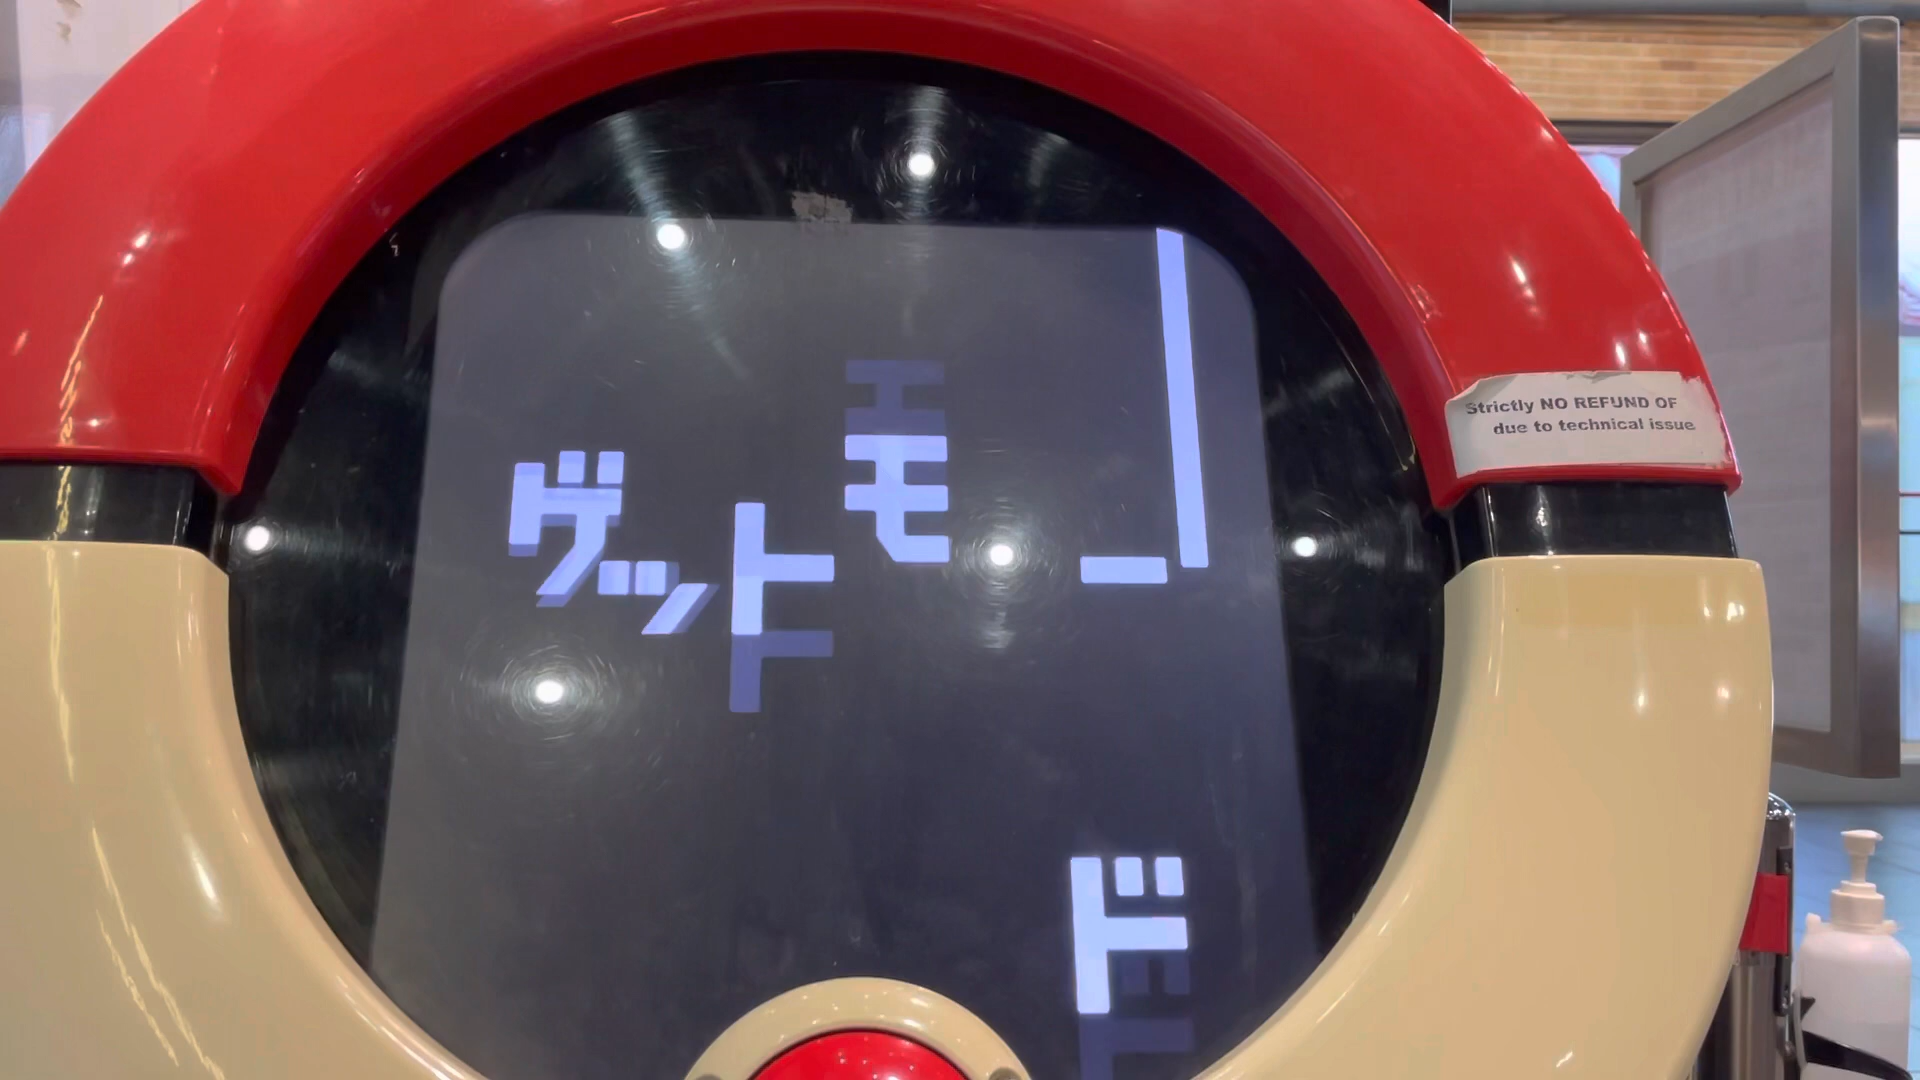 ゲットモード
Strictly NO REFUND OF
due to technical issue